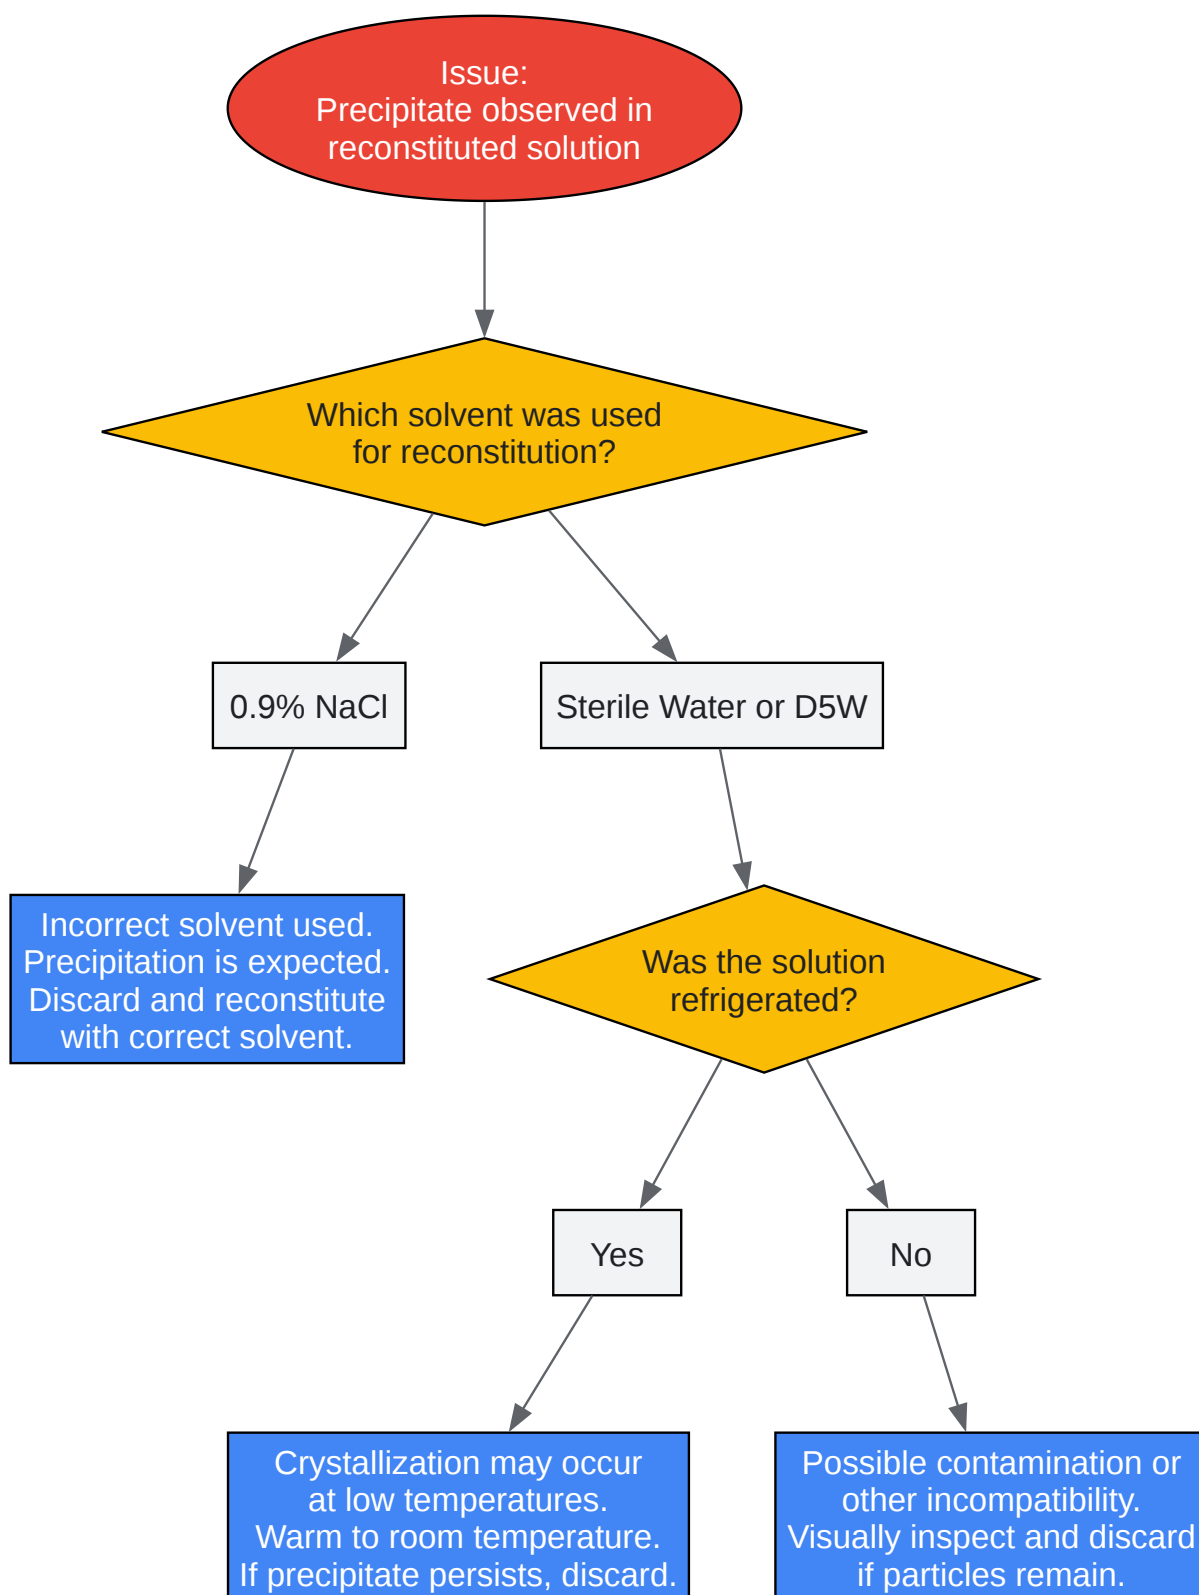 Issue:
Precipitate observed in
reconstituted solution
Which solvent was used
for reconstitution?
0.9% NaCl
Sterile Water or D5W
Incorrect solvent used.
Precipitation is expected.
Discard and reconstitute
with correct solvent.
Was the solution
refrigerated?
Yes
No
Crystallization may occur
at low temperatures.
Warm to room temperature.
If precipitate persists, discard.
Possible contamination or
other incompatibility.
Visually inspect and discard
if particles remain.